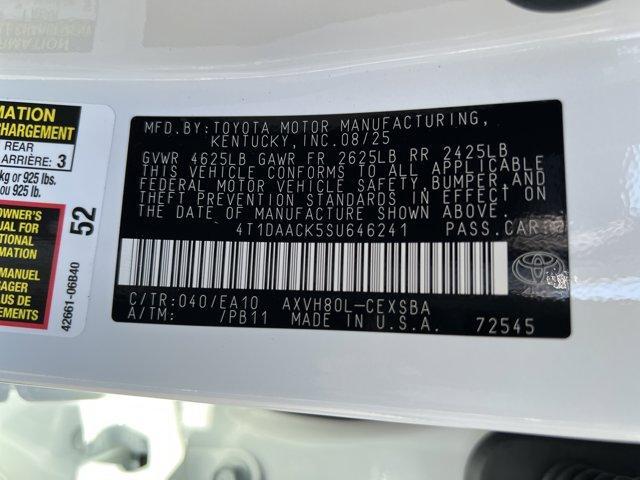 MATION
CHARGEMENT
REAR
ARRIÈRE: 3
kg or 925 lbs.
ou 925 lb.
OWNER'S
UAL FOR
TIONAL
MATION
MANUEL
AGER
PLUS DE
52
42661-06B40
MFD. BY: TOYOTA MOTOR MANUFACTURING,
KENTUCKY, INC. 08/25
GVWR 4625LB GAWR FR 2625LB RR 2425LB
THIS VEHICLE CONFORMS TO ALL APPLICABLE
FEDERAL MOTOR VEHICLE SAFETY, BUMPER, AND
THEFT PREVENTION STANDARDS IN EFFECT ON
THE DATE OF MANUFACTURE SHOWN ABOVE.
4T1DAACK5SU646241 PASS. CAR
C/TR: 040/EA10 AXVH80L-CEXSBA
A/TM: /PB11 MADE IN U.S.A. 72545